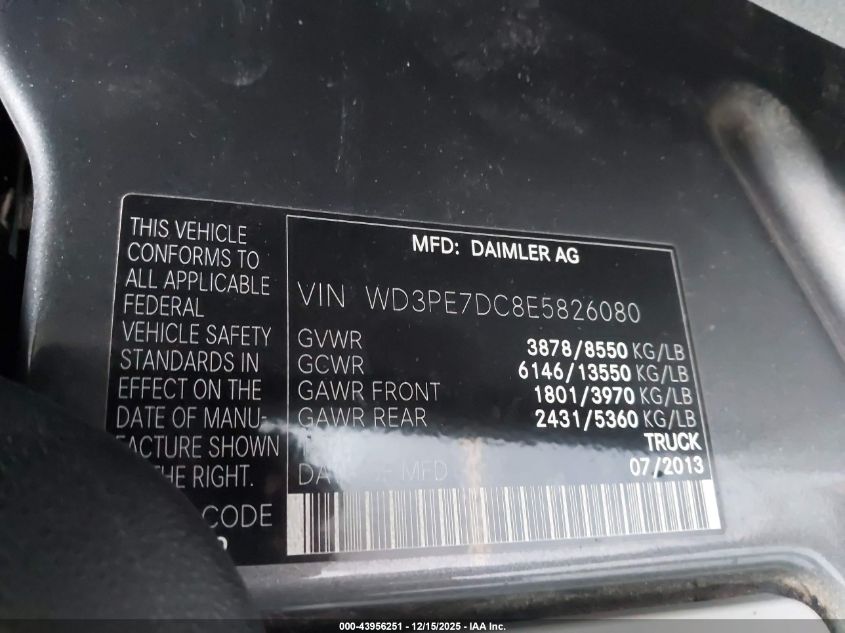 THIS VEHICLE
CONFORMS TO
ALL APPLICABLE
FEDERAL
VEHICLE SAFETY
STANDARDS IN
EFFECT ON THE
DATE OF MANU-
FACTURE SHOWN
THE RIGHT.
CODE
MFD: DAIMLER AG
VIN WD3PE7DC8E5826080
GVWR 3878/8550 KG/LB
GCWR 6146/13550 KG/LB
GAWR FRONT 1801/3970 KG/LB
GAWR REAR 2431/5360 KG/LB
TRUCK
MFD 07/2013
000-43956251 - 12/15/2025 - IAA Inc.